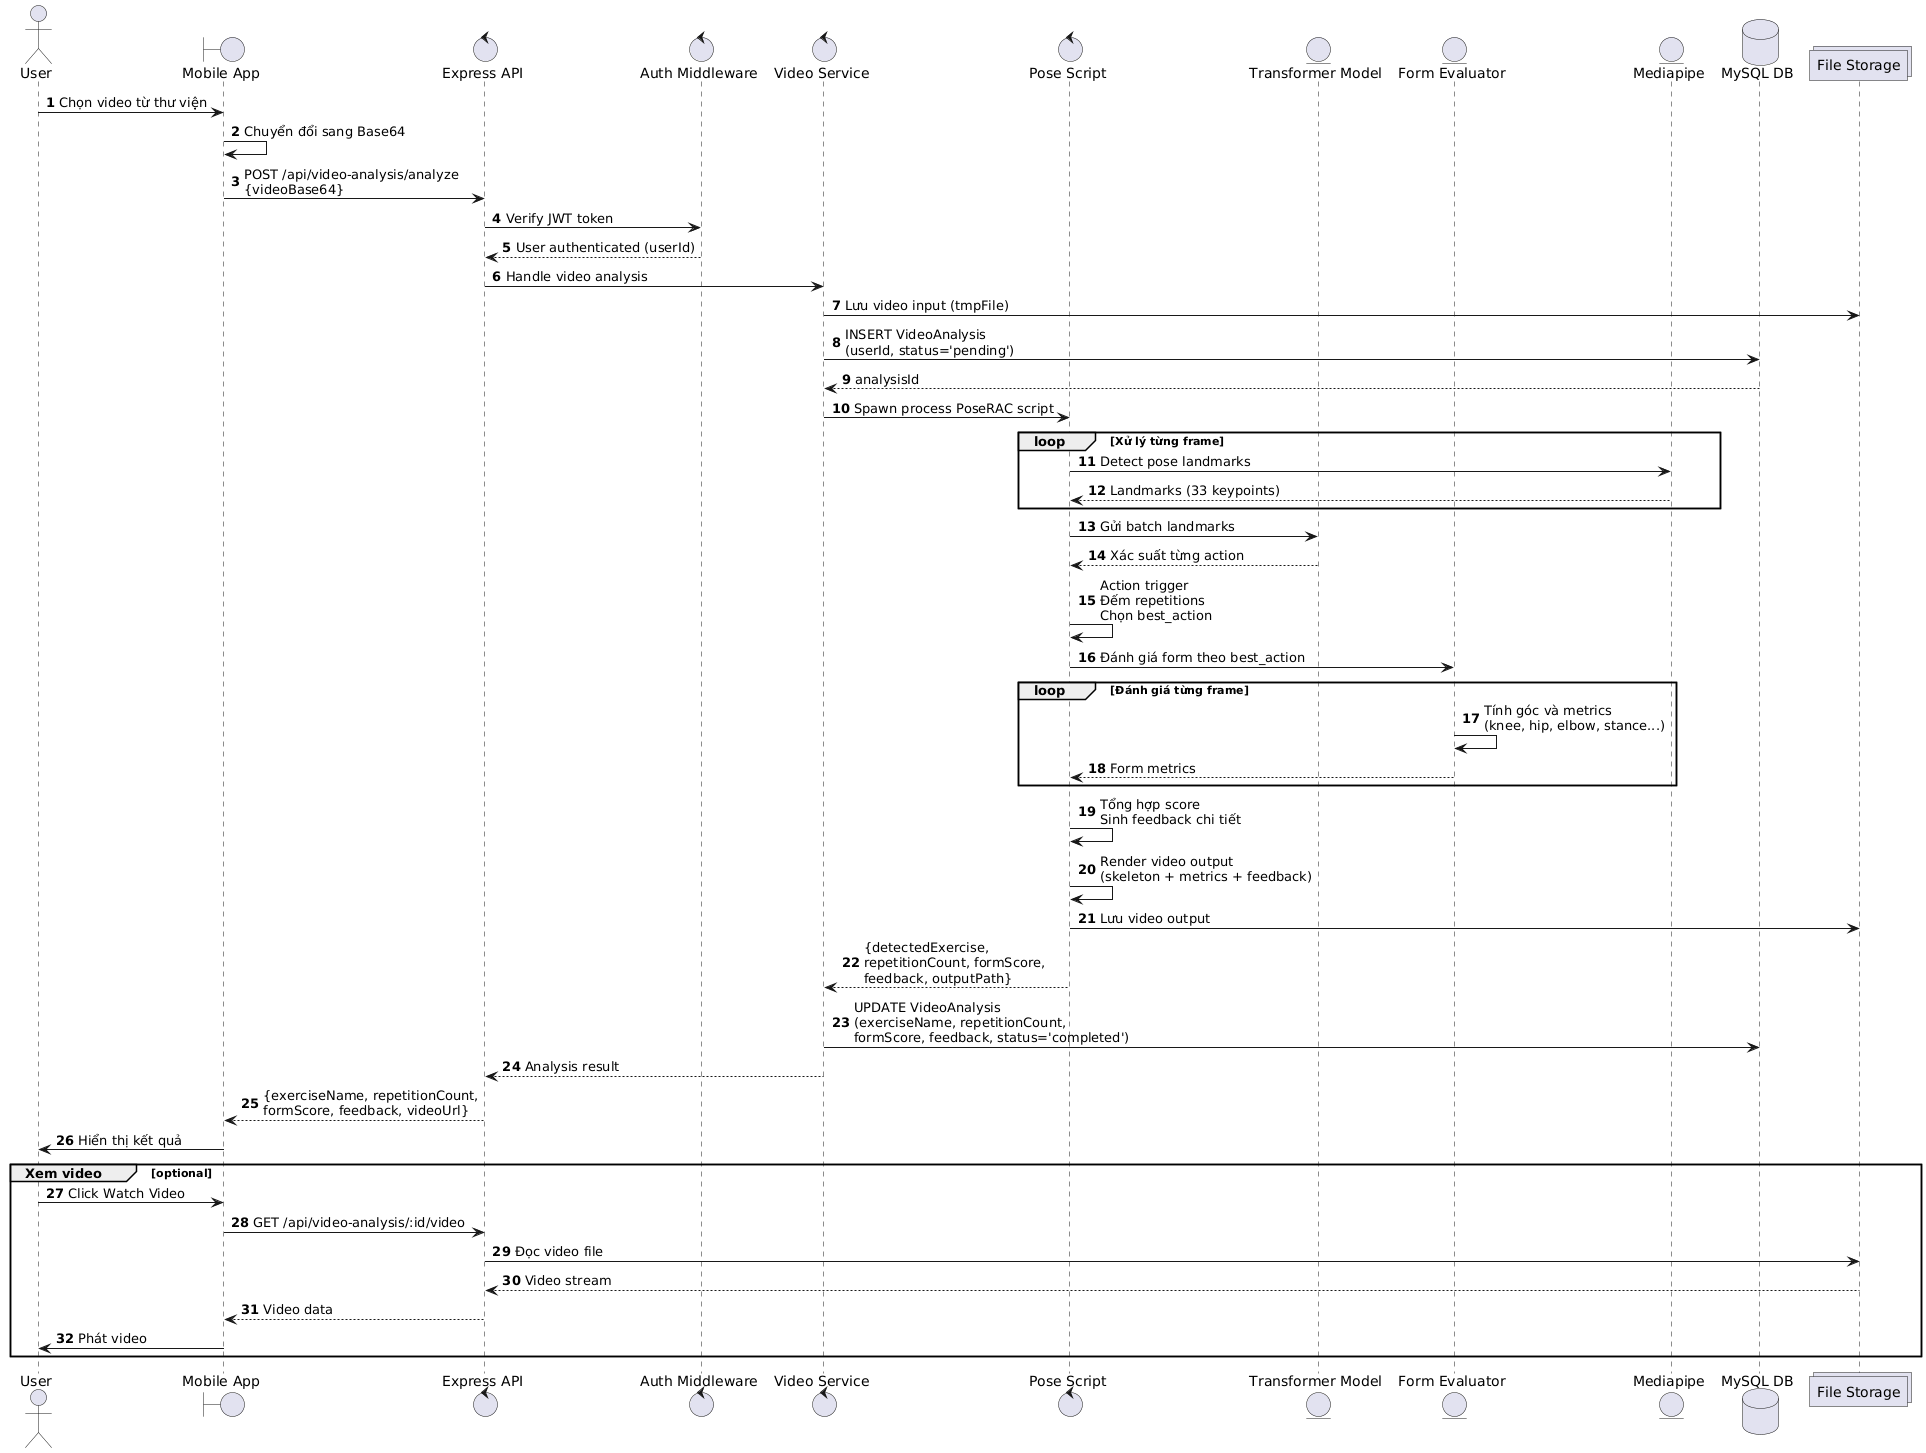 User
Mobile App
Express API
Auth Middleware
Video Service
Pose Script
Transformer Model
Form Evaluator
Mediapipe
MySQL DB
File Storage
1 Chọn video từ thư viện
2 Chuyển đổi sang Base64
3 POST /api/video-analysis/analyze
{videoBase64}
4 Verify JWT token
5 User authenticated (userId)
6 Handle video analysis
7 Lưu video input (tmpFile)
8 INSERT VideoAnalysis
(userId, status='pending')
9 analysisId
10 Spawn process PoseRAC script
loop [Xử lý từng frame]
11 Detect pose landmarks
12 Landmarks (33 keypoints)
13 Gửi batch landmarks
14 Xác suất từng action
15 Action trigger
Đếm repetitions
Chọn best_action
16 Đánh giá form theo best_action
loop [Đánh giá từng frame]
17 Tính góc và metrics
(knee, hip, elbow, stance...)
18 Form metrics
19 Tổng hợp score
Sinh feedback chi tiết
20 Render video output
(skeleton + metrics + feedback)
21 Lưu video output
22 {detectedExercise,
repetitionCount, formScore,
feedback, outputPath}
23 UPDATE VideoAnalysis
(exerciseName, repetitionCount,
formScore, feedback, status='completed')
24 Analysis result
25 {exerciseName, repetitionCount,
formScore, feedback, videoUrl}
26 Hiển thị kết quả
Xem video [optional]
27 Click Watch Video
28 GET /api/video-analysis/:id/video
29 Đọc video file
30 Video stream
31 Video data
32 Phát video
User
Mobile App
Express API
Auth Middleware
Video Service
Pose Script
Transformer Model
Form Evaluator
Mediapipe
MySQL DB
File Storage